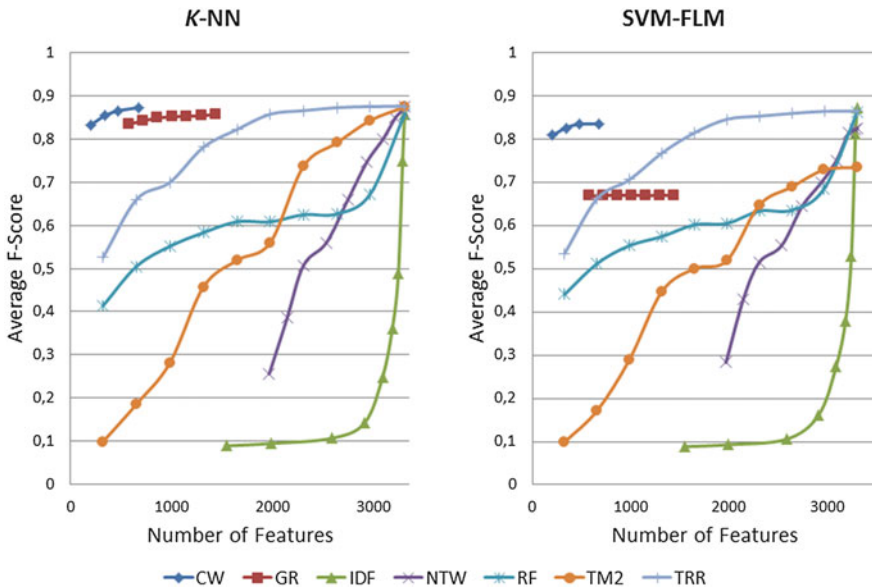 K-NN
SVM-FLM
1
0,9
0,8
0,7
0,6
0,5
0,4
0,3
0,2
0,1
0
0 1000 2000 3000
Average F-Score
Number of Features
1
0,9
0,8
0,7
0,6
0,5
0,4
0,3
0,2
0,1
0
0 1000 2000 3000
Average F-Score
Number of Features
CW GR IDF NTW RF TM2 TRR